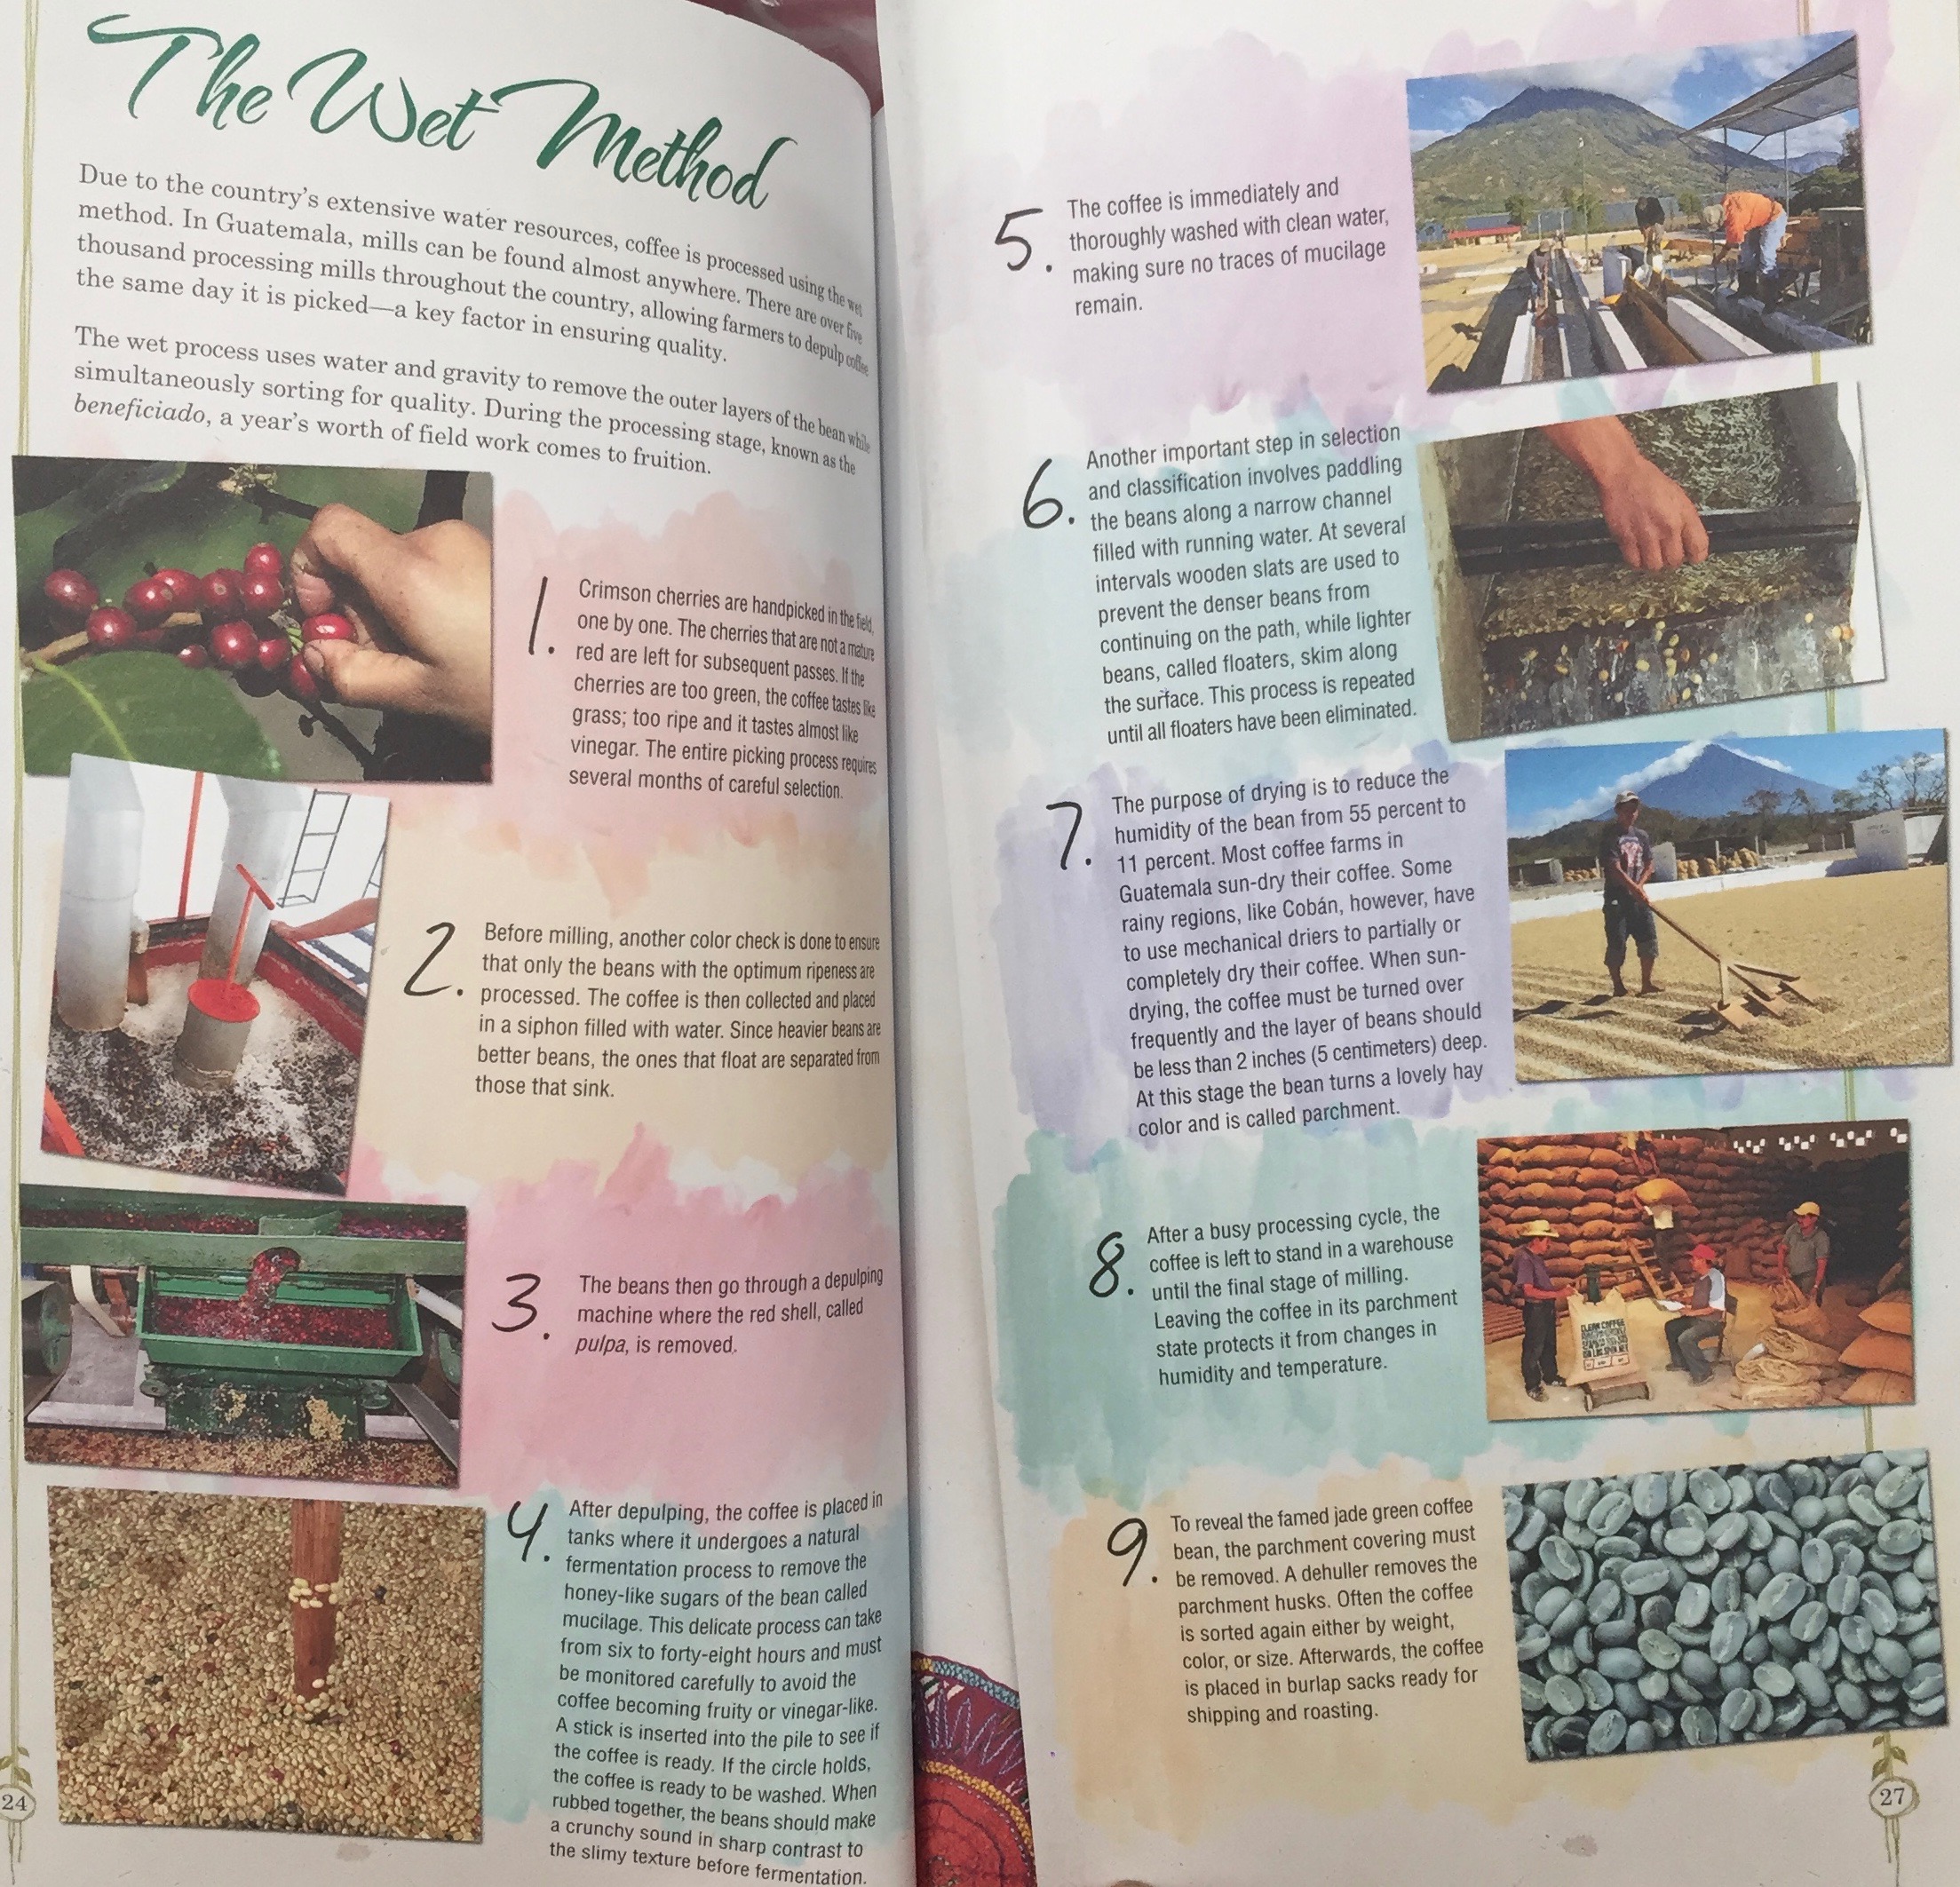 The Wet Method
Due to the country's extensive water resources, coffee is processed using the wet
method. In Guatemala, mills can be found almost anywhere. There are over five
thousand processing mills throughout the country, allowing farmers to depulp coffee
the same day it is picked—a key factor in ensuring quality.
The wet process uses water and gravity to remove the outer layers of the bean while
simultaneously sorting for quality. During the processing stage, known as the
beneficiado, a year's worth of field work comes to fruition.
1.
Crimson cherries are handpicked in the field,
one by one. The cherries that are not a mature
red are left for subsequent passes. If the
cherries are too green, the coffee tastes like
grass; too ripe and it tastes almost like
vinegar. The entire picking process requires
several months of careful selection.
2.
Before milling, another color check is done to ensure
that only the beans with the optimum ripeness are
processed. The coffee is then collected and placed
in a siphon filled with water. Since heavier beans are
better beans, the ones that float are separated from
those that sink.
3.
The beans then go through a depulping
machine where the red shell, called
pulpa, is removed.
4.
After depulping, the coffee is placed in
tanks where it undergoes a natural
fermentation process to remove the
honey-like sugars of the bean called
mucilage. This delicate process can take
from six to forty-eight hours and must
be monitored carefully to avoid the
coffee becoming fruity or vinegar-like.
A stick is inserted into the pile to see if
the coffee is ready. If the circle holds,
the coffee is ready to be washed. When
rubbed together, the beans should make
a crunchy sound in sharp contrast to
the slimy texture before fermentation.
24
5.
The coffee is immediately and
thoroughly washed with clean water,
making sure no traces of mucilage
remain.
6.
Another important step in selection
and classification involves paddling
the beans along a narrow channel
filled with running water. At several
intervals wooden slats are used to
prevent the denser beans from
continuing on the path, while lighter
beans, called floaters, skim along
the surface. This process is repeated
until all floaters have been eliminated.
7.
The purpose of drying is to reduce the
humidity of the bean from 55 percent to
11 percent. Most coffee farms in
Guatemala sun-dry their coffee. Some
rainy regions, like Cobán, however, have
to use mechanical driers to partially or
completely dry their coffee. When sun-
drying, the coffee must be turned over
frequently and the layer of beans should
be less than 2 inches (5 centimeters) deep.
At this stage the bean turns a lovely hay
color and is called parchment.
8.
After a busy processing cycle, the
coffee is left to stand in a warehouse
until the final stage of milling.
Leaving the coffee in its parchment
state protects it from changes in
humidity and temperature.
CLEAN COFFEE
9.
To reveal the famed jade green coffee
bean, the parchment covering must
be removed. A dehuller removes the
parchment husks. Often the coffee
is sorted again either by weight,
color, or size. Afterwards, the coffee
is placed in burlap sacks ready for
shipping and roasting.
27